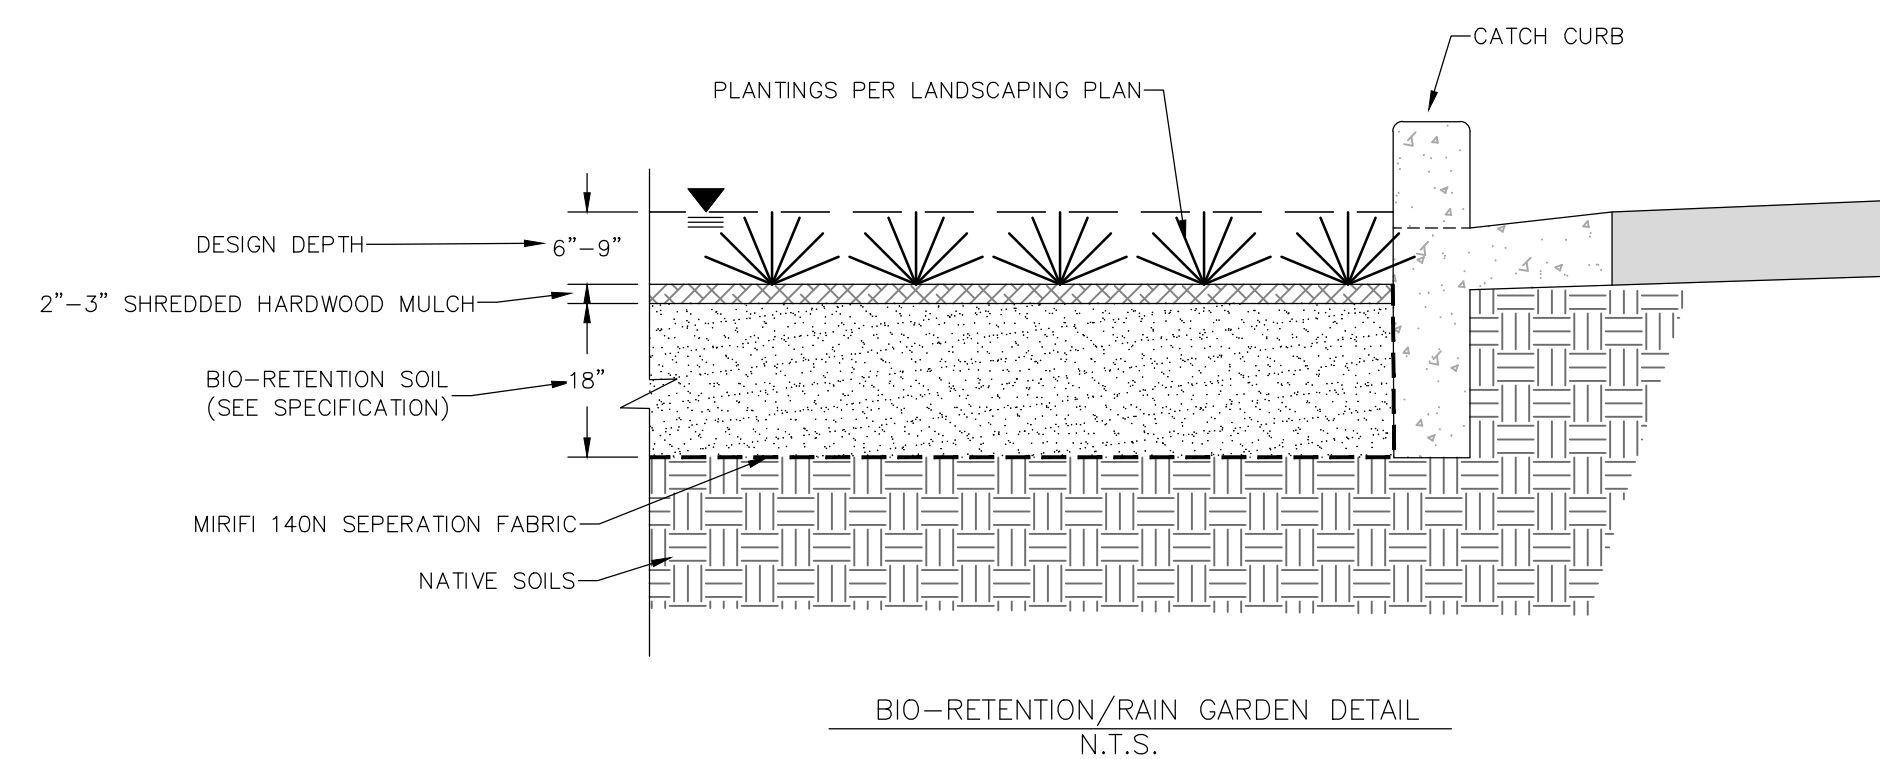 CATCH CURB
PLANTINGS PER LANDSCAPING PLAN
DESIGN DEPTH
6”-9”
2”-3” SHREDDED HARDWOOD MULCH
BIO-RETENTION SOIL
(SEE SPECIFICATION)
18”
MIRIFI 140N SEPERATION FABRIC
NATIVE SOILS
BIO-RETENTION/RAIN GARDEN DETAIL
N.T.S.